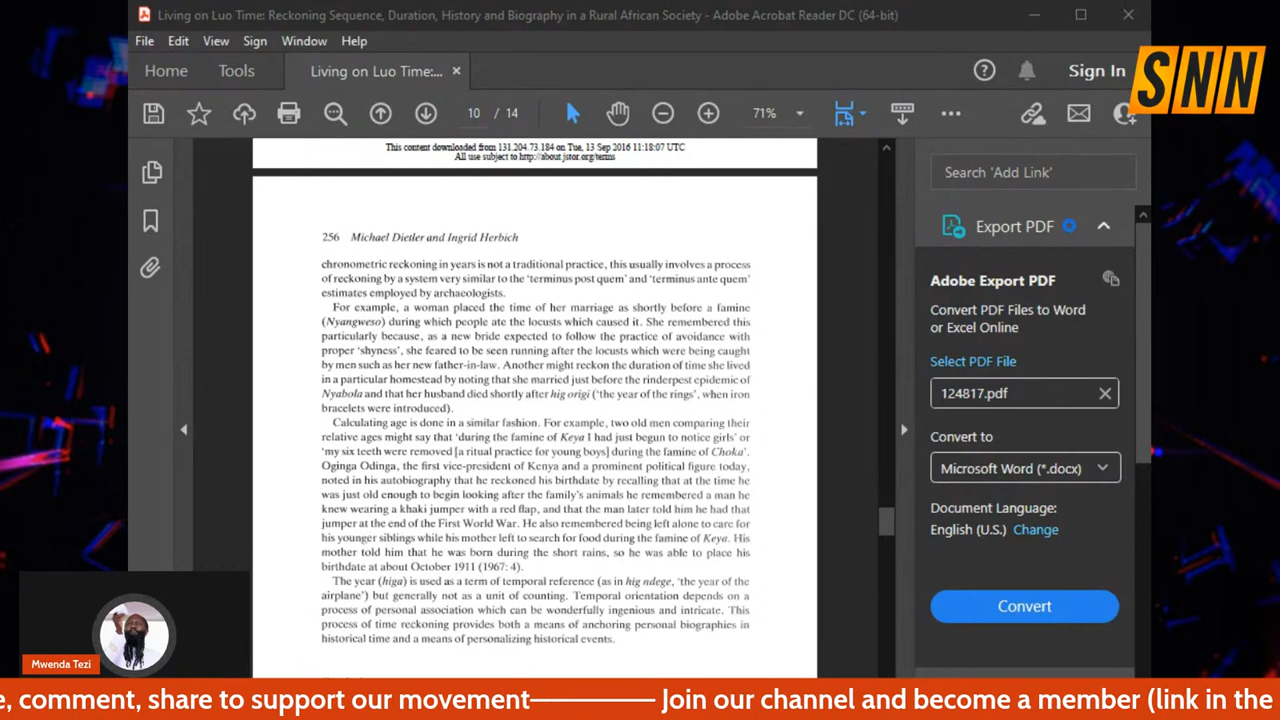 Living on Luo Time: Reckoning Sequence, Duration, History and Biography in a Rural African Society - Adobe Acrobat Reader DC (64-bit)
File Edit View Sign Window Help
Home Tools Living on Luo Time:... Sign In
SNN
10 / 14 71%
This content downloaded from 131.204.73.184 on Tue, 13 Sep 2016 11:18:07 UTC
All use subject to http://about.jstor.org/terms
256 Michael Dietler and Ingrid Herbich
chronometric reckoning in years is not a traditional practice, this usually involves a process
of reckoning by a system very similar to the 'terminus post quem' and 'terminus ante quem'
estimates employed by archaeologists.
For example, a woman placed the time of her marriage as shortly before a famine
(Nyangweso) during which people ate the locusts which caused it. She remembered this
particularly because, as a new bride expected to follow the practice of avoidance with
proper 'shyness', she feared to be seen running after the locusts which were being caught
by men such as her new father-in-law. Another might reckon the duration of time she lived
in a particular homestead by noting that she married just before the rinderpest epidemic of
Nyabola and that her husband died shortly after hig origi ('the year of the rings', when iron
bracelets were introduced).
Calculating age is done in a similar fashion. For example, two old men comparing their
relative ages might say that 'during the famine of Keya I had just begun to notice girls' or
'my six teeth were removed [a ritual practice for young boys] during the famine of Choka'.
Oginga Odinga, the first vice-president of Kenya and a prominent political figure today,
noted in his autobiography that he reckoned his birthdate by recalling that at the time he
was just old enough to begin looking after the family's animals he remembered a man he
knew wearing a khaki jumper with a red flap, and that the man later told him he had that
jumper at the end of the First World War. He also remembered being left alone to care for
his younger siblings while his mother left to search for food during the famine of Keya. His
mother told him that he was born during the short rains, so he was able to place his
birthdate at about October 1911 (1967: 4).
The year (higa) is used as a term of temporal reference (as in hig ndege, 'the year of the
airplane') but generally not as a unit of counting. Temporal orientation depends on a
process of personal association which can be wonderfully ingenious and intricate. This
process of time reckoning provides both a means of anchoring personal biographies in
historical time and a means of personalizing historical events.
Search 'Add Link'
Export PDF
Adobe Export PDF
Convert PDF Files to Word
or Excel Online
Select PDF File
124817.pdf
Convert to
Microsoft Word (*.docx)
Document Language:
English (U.S.) Change
Convert
Mwenda Tezi
e, comment, share to support our movement————— Join our channel and become a member (link in the